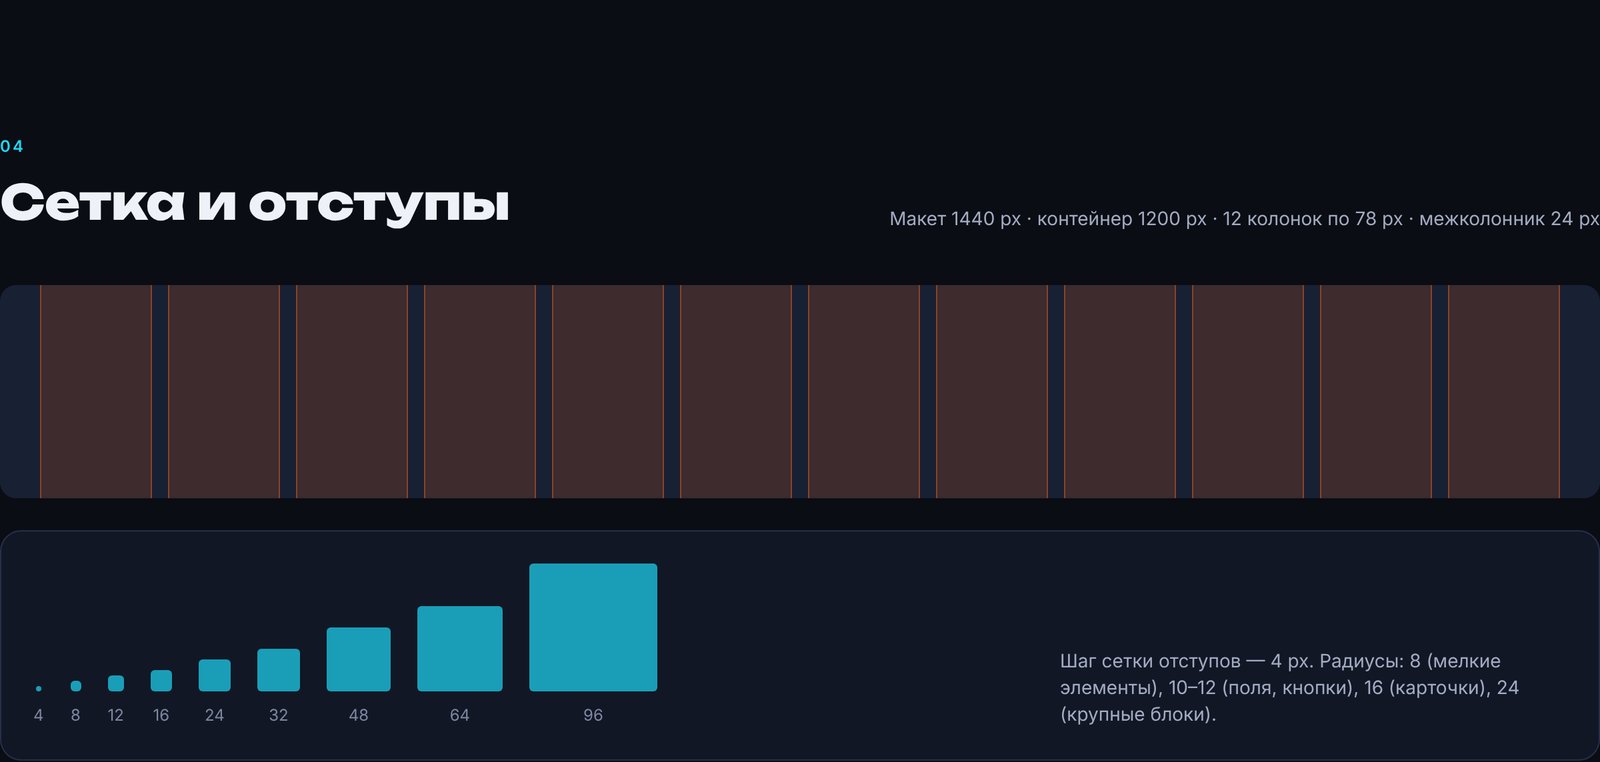 04
Сетка и отступы
Макет 1440 px · контейнер 1200 px · 12 колонок по 78 px · межколонник 24 px
4 8 12 16 24 32 48 64 96
Шаг сетки отступов — 4 px. Радиусы: 8 (мелкие
элементы), 10–12 (поля, кнопки), 16 (карточки), 24
(крупные блоки).